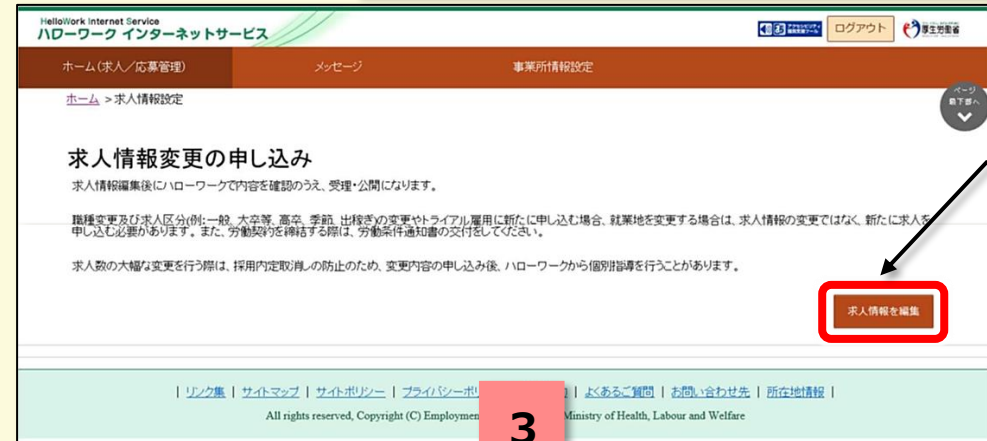 HelloWork Internet Service
ハローワーク インターネットサービス
ログアウト
厚生労働省
ホーム(求人/応募管理)
メッセージ
事業所情報設定
ホーム >求人情報設定
ページ
最下部へ
求人情報変更の申し込み
求人情報編集後にハローワークで内容を確認のうえ、受理・公開になります。
職種変更及び求人区分(例:一般、大卒等、高卒、季節、出稼ぎ)の変更やトライアル雇用に新たに申し込む場合、就業地を変更する場合は、求人情報の変更ではなく、新たに求人を
申し込む必要があります。また、労働契約を締結する際は、労働条件通知書の交付をしてください。
求人数の大幅な変更を行う際は、採用内定取消しの防止のため、変更内容の申し込み後、ハローワークから個別指導を行うことがあります。
求人情報を編集
| リンク集 | サイトマップ | サイトポリシー | プライバシーポリ | よくあるご質問 | お問い合わせ先 | 所在地情報 |
All rights reserved, Copyright (C) Employmen Ministry of Health, Labour and Welfare
3